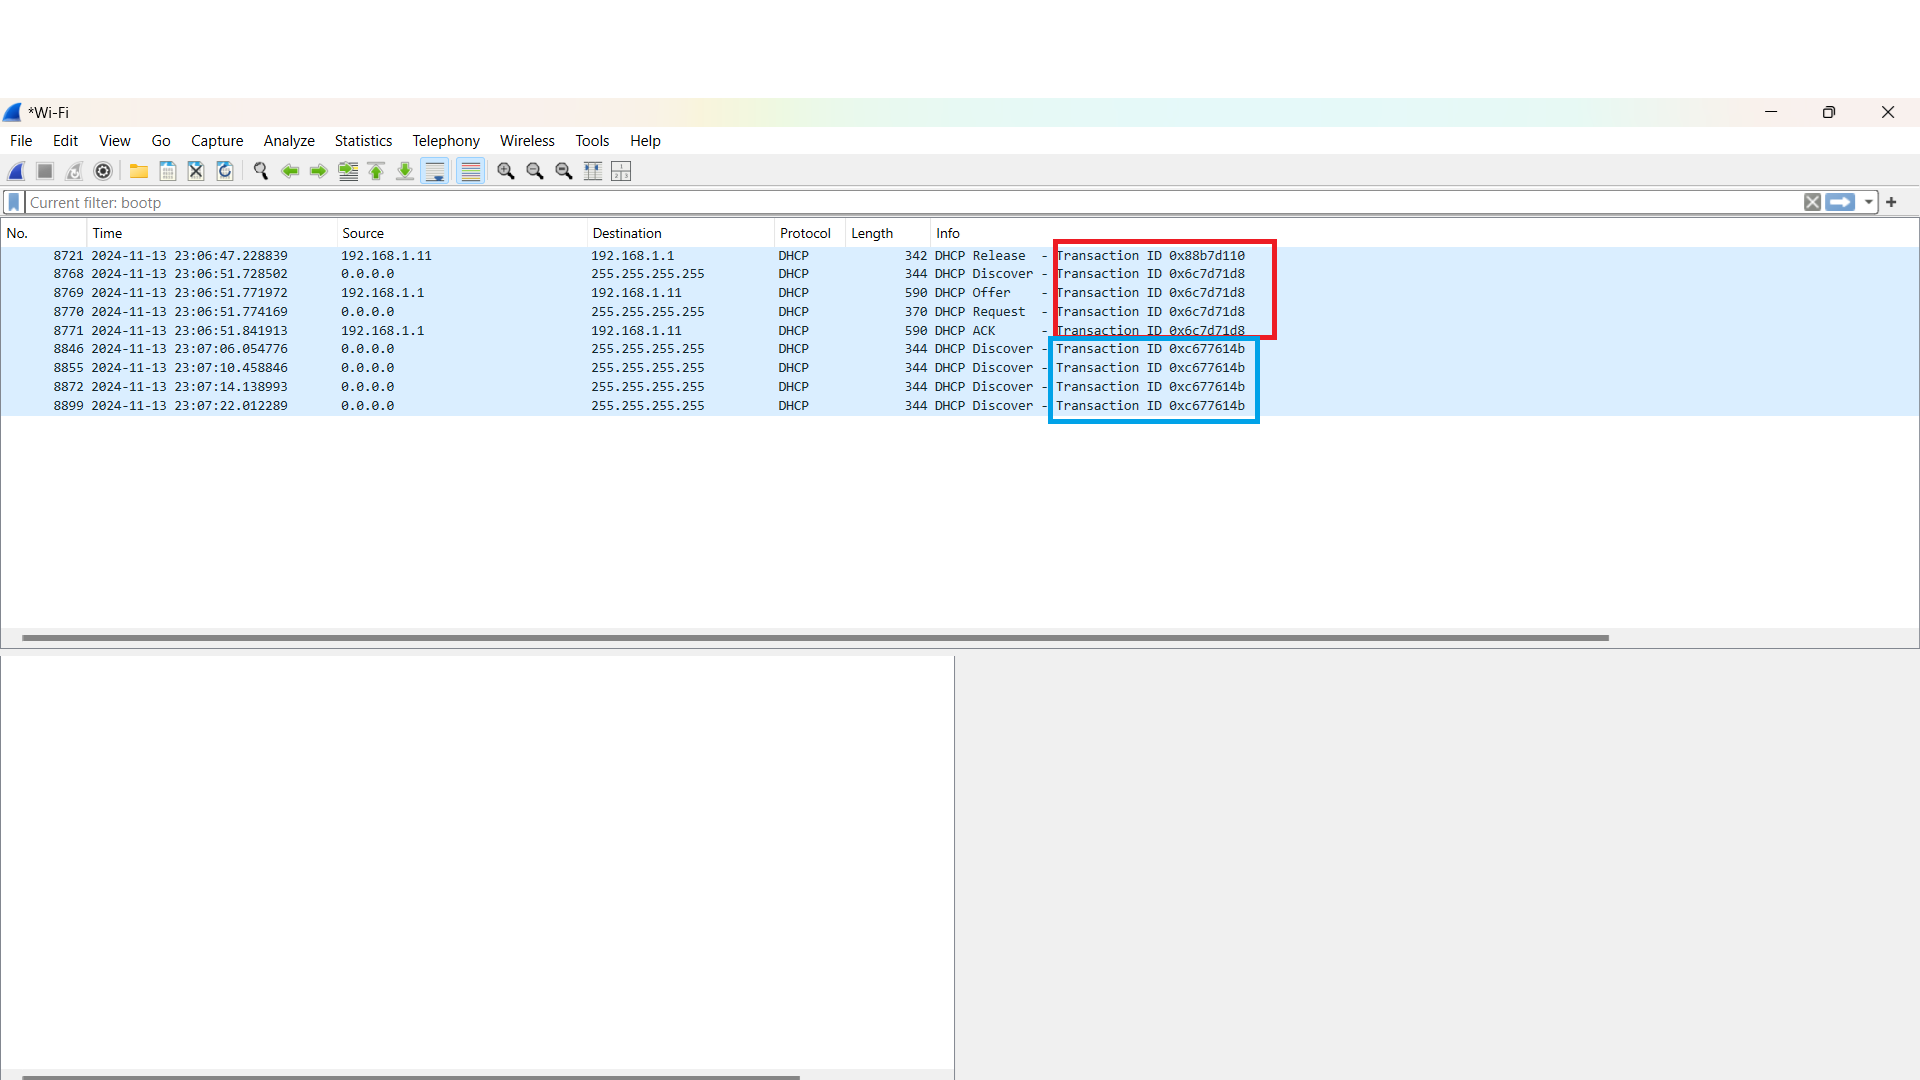 *Wi-Fi
File Edit View Go Capture Analyze Statistics Telephony Wireless Tools Help
Current filter: bootp
No. Time Source Destination Protocol Length Info
8721 2024-11-13 23:06:47.228839 192.168.1.11 192.168.1.1 DHCP 342 DHCP Release - Transaction ID 0x88b7d110
8768 2024-11-13 23:06:51.728502 0.0.0.0 255.255.255.255 DHCP 344 DHCP Discover - Transaction ID 0x6c7d71d8
8769 2024-11-13 23:06:51.771972 192.168.1.1 192.168.1.11 DHCP 590 DHCP Offer - Transaction ID 0x6c7d71d8
8770 2024-11-13 23:06:51.774169 0.0.0.0 255.255.255.255 DHCP 370 DHCP Request - Transaction ID 0x6c7d71d8
8771 2024-11-13 23:06:51.841913 192.168.1.1 192.168.1.11 DHCP 590 DHCP ACK - Transaction ID 0x6c7d71d8
8846 2024-11-13 23:07:06.054776 0.0.0.0 255.255.255.255 DHCP 344 DHCP Discover - Transaction ID 0xc677614b
8855 2024-11-13 23:07:10.458846 0.0.0.0 255.255.255.255 DHCP 344 DHCP Discover - Transaction ID 0xc677614b
8872 2024-11-13 23:07:14.138993 0.0.0.0 255.255.255.255 DHCP 344 DHCP Discover - Transaction ID 0xc677614b
8899 2024-11-13 23:07:22.012289 0.0.0.0 255.255.255.255 DHCP 344 DHCP Discover - Transaction ID 0xc677614b